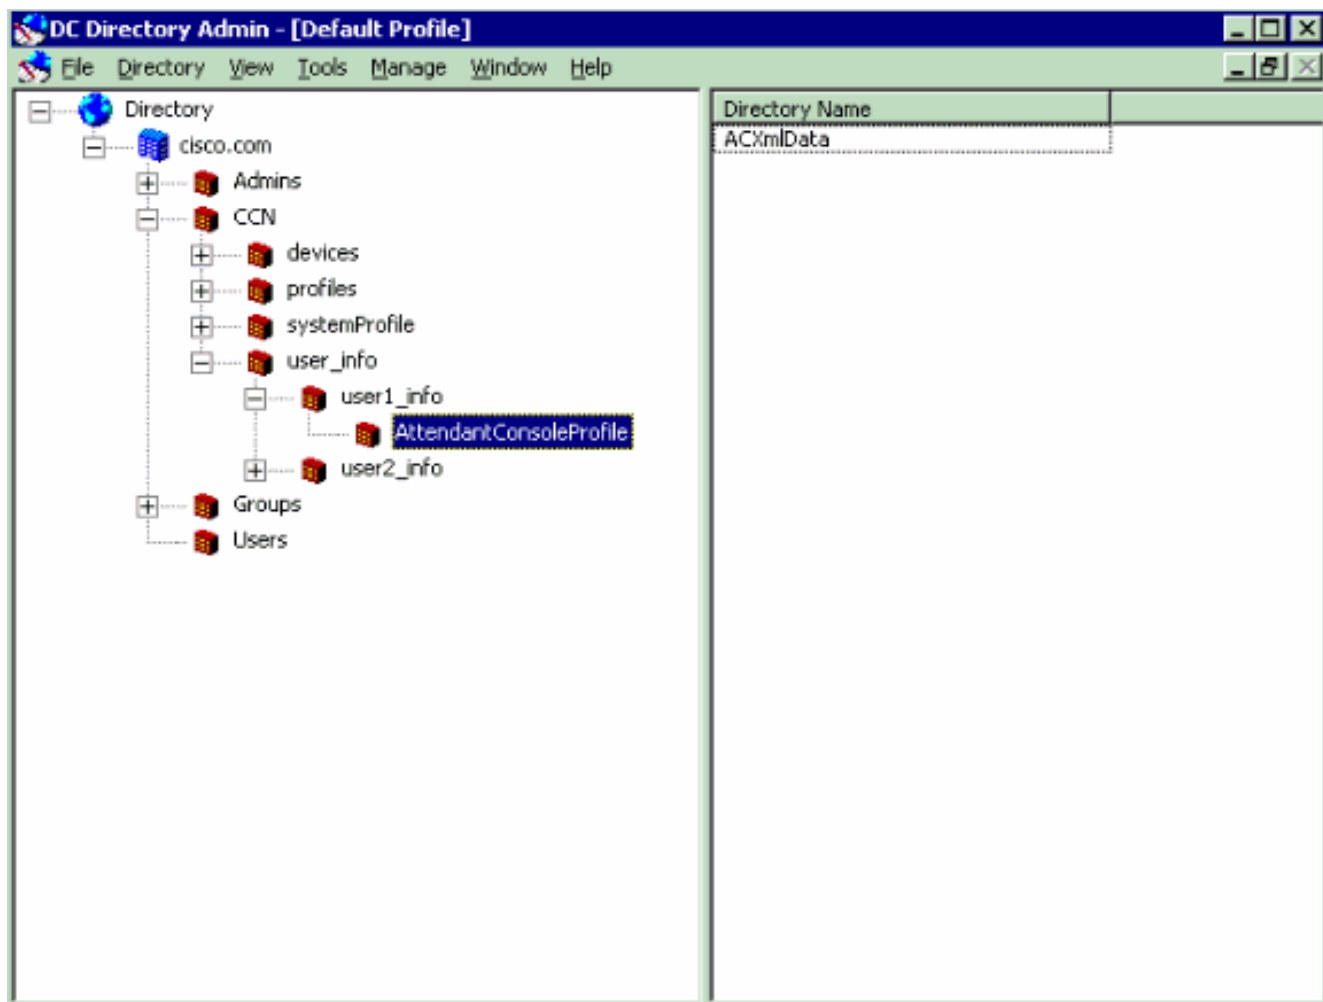 DC Directory Admin - [Default Profile]
File Directory View Tools Manage Window Help
Directory
cisco.com
Admins
CCN
devices
profiles
systemProfile
user_info
user1_info
AttendantConsoleProfile
user2_info
Groups
Users
Directory Name
ACXmlData